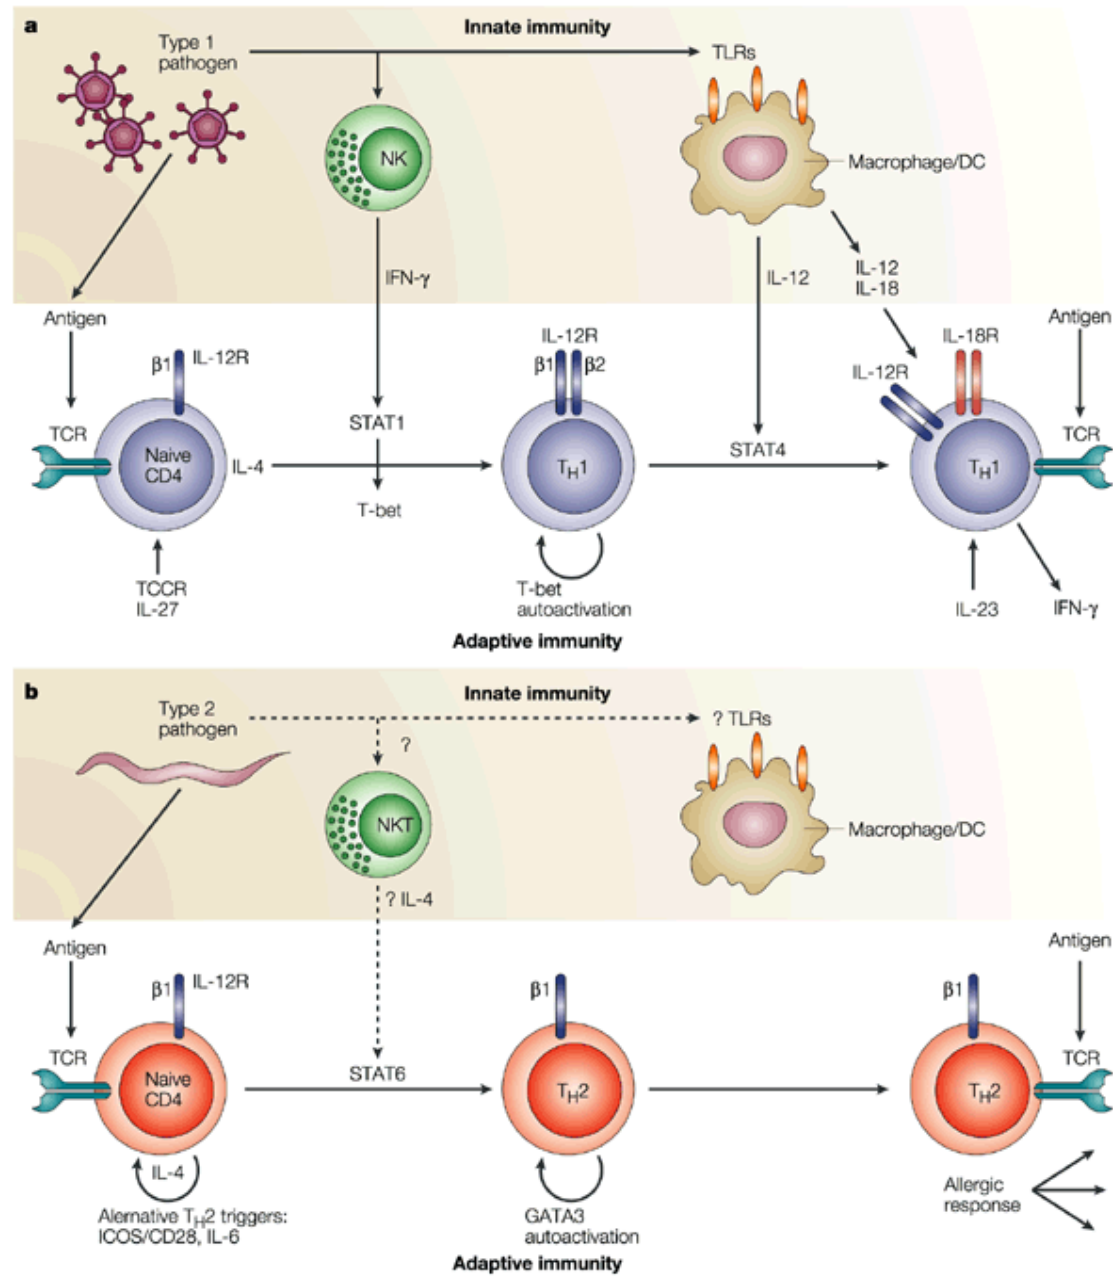 a
Innate immunity
Type 1
pathogen
TLRs
NK
Macrophage/DC
IFN-γ
IL-12
IL-12
IL-18
Antigen
IL-12R
β1
IL-12R
β1 β2
IL-18R
IL-12R
Antigen
TCR
STAT1
STAT4
TCR
Naive
CD4
IL-4
TH1
TH1
T-bet
TCCR
IL-27
T-bet
autoactivation
IL-23
IFN-γ
Adaptive immunity
b
Innate immunity
Type 2
pathogen
? TLRs
?
NKT
Macrophage/DC
? IL-4
Antigen
Antigen
β1
IL-12R
β1
β1
TCR
STAT6
TCR
Naive
CD4
TH2
TH2
IL-4
Alernative TH2 triggers:
ICOS/CD28, IL-6
GATA3
autoactivation
Allergic
response
Adaptive immunity